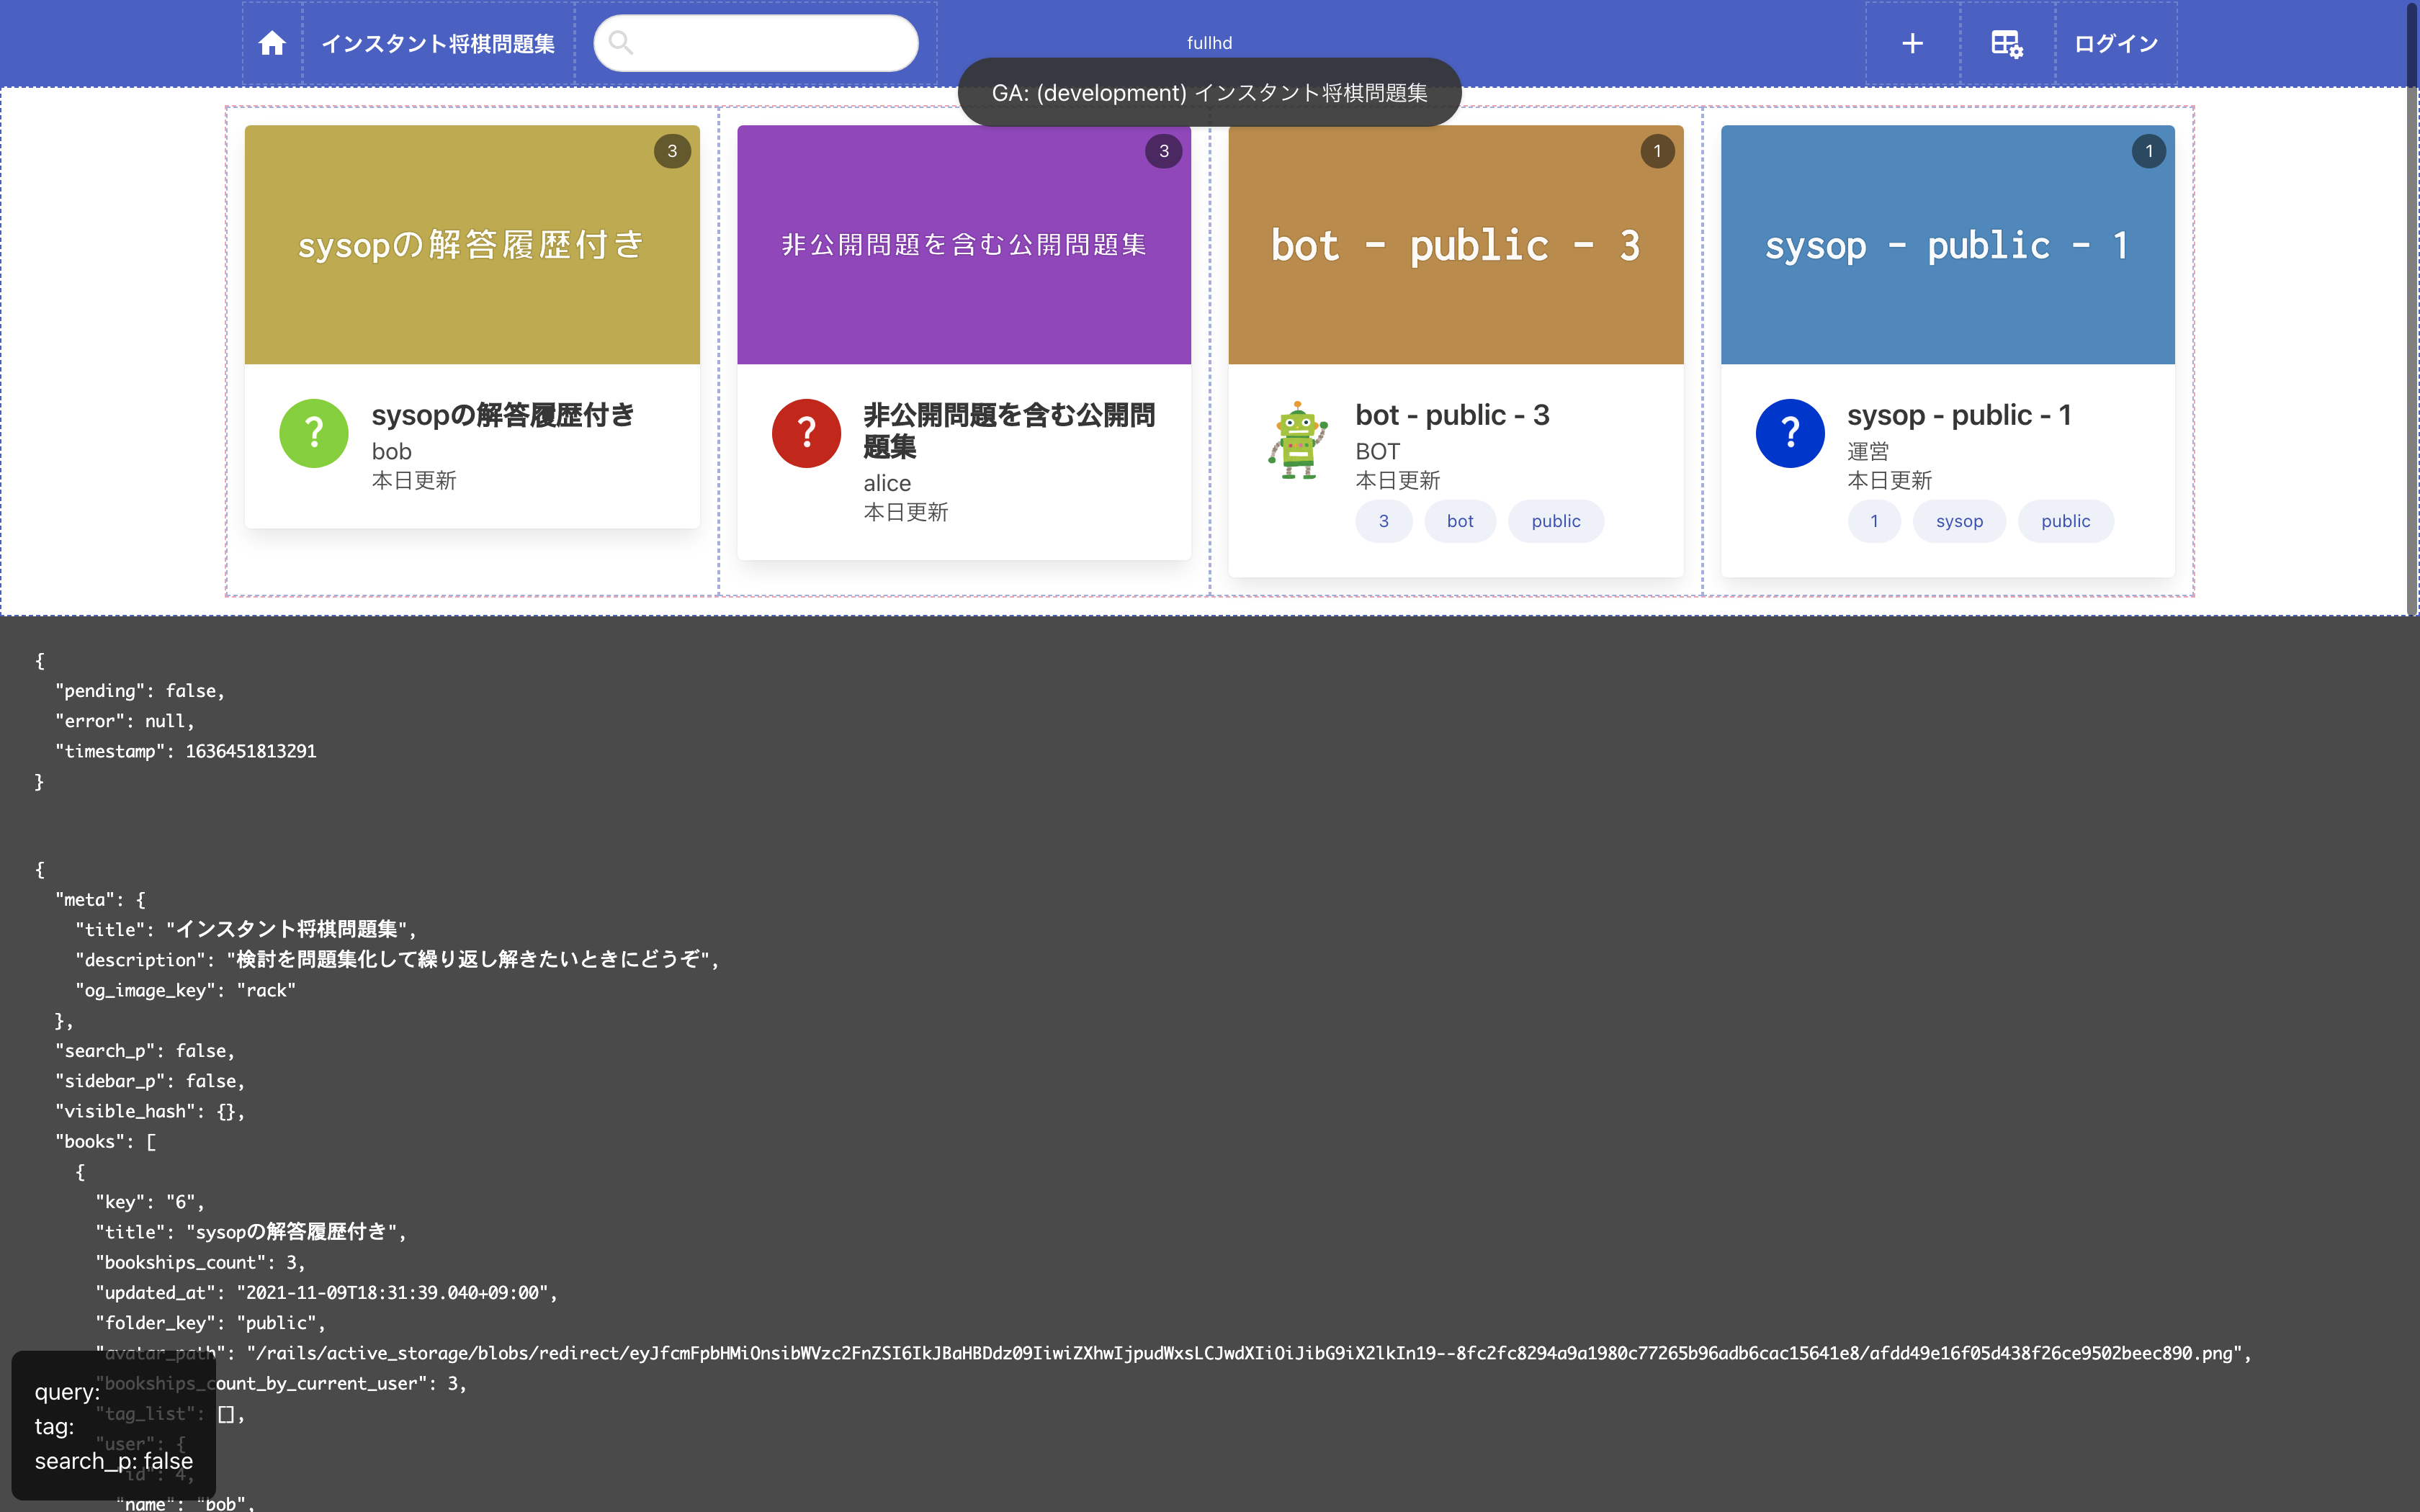 インスタント将棋問題集
fullhd
ログイン
GA: (development) インスタント将棋問題集
3
sysopの解答履歴付き
?
sysopの解答履歴付き
bob
本日更新
3
非公開問題を含む公開問題集
?
非公開問題を含む公開問
題集
alice
本日更新
1
bot - public - 3
bot - public - 3
BOT
本日更新
3 bot public
1
sysop - public - 1
?
sysop - public - 1
運営
本日更新
1 sysop public
{
"pending": false,
"error": null,
"timestamp": 1636451813291
}
{
"meta": {
"title": "インスタント将棋問題集",
"description": "検討を問題集化して繰り返し解きたいときにどうぞ",
"og_image_key": "rack"
},
"search_p": false,
"sidebar_p": false,
"visible_hash": {},
"books": [
{
"key": "6",
"title": "sysopの解答履歴付き",
"bookships_count": 3,
"updated_at": "2021-11-09T18:31:39.040+09:00",
"folder_key": "public",
"avatar_path": "/rails/active_storage/blobs/redirect/eyJfcmFpbHMiOnsibWVzc2FnZSI6IkJBaHBDdz09IiwiZXhwIjpudWxsLCJwdXIiOiJibG9iX2lkIn19--8fc2fc8294a9a1980c77265b96adb6cac15641e8/afdd49e16f05d438f26ce9502beec890.png",
"bookships_count_by_current_user": 3,
"tag_list": [],
"user": {
"id": 4,
"name": "bob",
query:
tag:
search_p: false